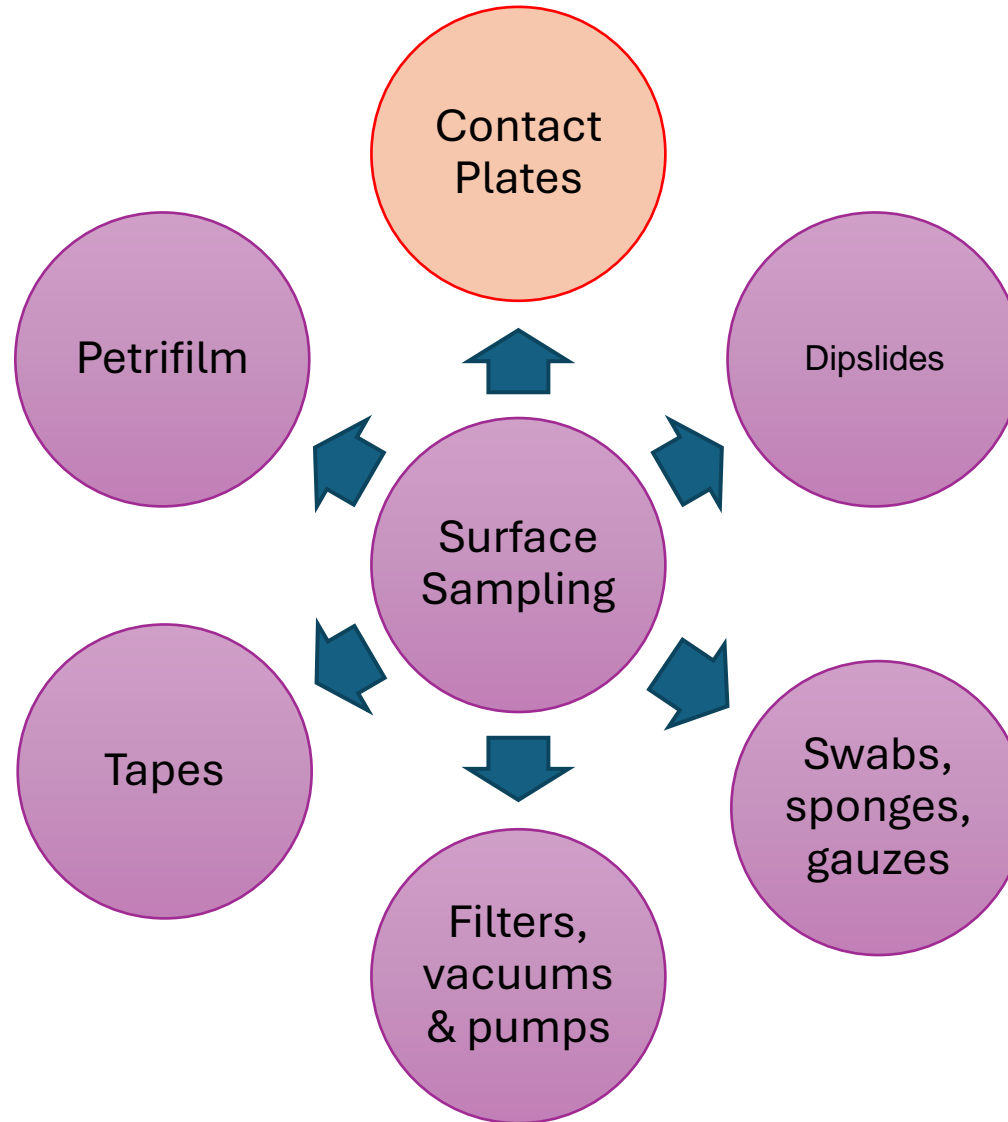 Contact
Plates
Petrifilm
Dipslides
Surface
Sampling
Tapes
Swabs,
sponges,
gauzes
Filters,
vacuums
& pumps